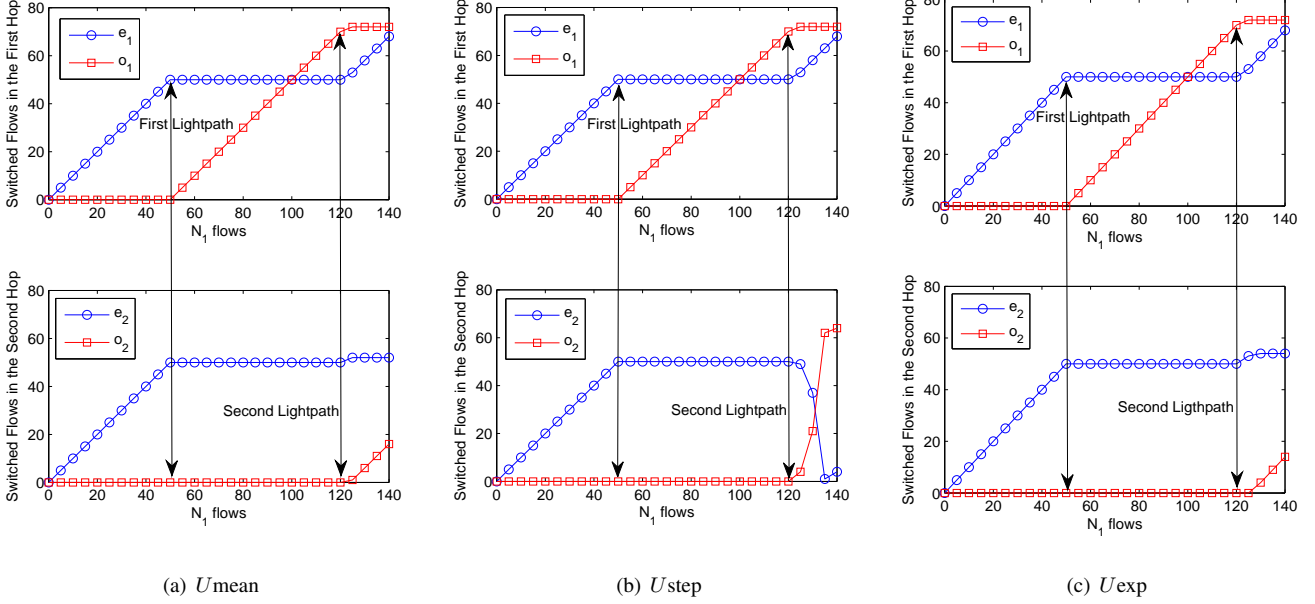 Switched Flows in the First Hop
80
60
40
20
0
e1
o1
First Lightpath
0 20 40 60 80 100 120 140
N1 flows
Switched Flows in the Second Hop
80
60
40
20
0
e2
o2
Second Lightpath
0 20 40 60 80 100 120 140
N1 flows
(a) Umean
Switched Flows in the First Hop
80
60
40
20
0
e1
o1
First Lightpath
0 20 40 60 80 100 120 140
N1 flows
Switched Flows in the Second Hop
80
60
40
20
0
e2
o2
Second Lightpath
0 20 40 60 80 100 120 140
N1 flows
(b) Ustep
Switched Flows in the First Hop
80
60
40
20
0
e1
o1
First Lightpath
0 20 40 60 80 100 120 140
N1 flows
Switched Flows in the Second Hop
80
60
40
20
0
e2
o2
Second Ligthpath
0 20 40 60 80 100 120 140
N1 flows
(c) Uexp